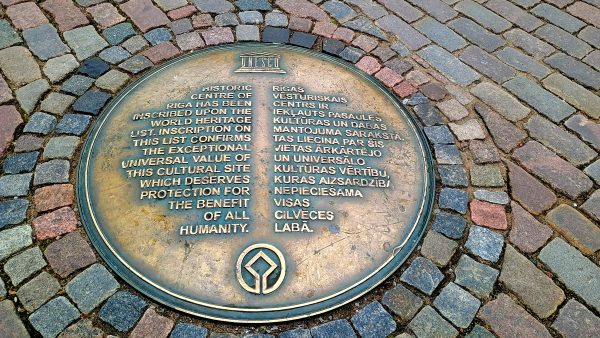 UNESCO
HISTORIC
CENTRE OF
RIGA HAS BEEN
INSCRIBED UPON THE
WORLD HERITAGE
LIST. INSCRIPTION ON
THIS LIST CONFIRMS
THE EXCEPTIONAL
UNIVERSAL VALUE OF
THIS CULTURAL SITE
WHICH DESERVES
PROTECTION FOR
THE BENEFIT
OF ALL
HUMANITY.
RĪGAS
VĒSTURISKAIS
CENTRS IR
IEKĻAUTS PASAULES
KULTŪRAS UN DABAS
MANTOJUMA SARAKSTĀ,
TAS LIECINA PAR ŠĪS
VIETAS ĀRKĀRTĒJO
UN UNIVERSĀLO
KULTŪRAS VĒRTĪBU,
KURAS AIZSARDZĪBA
NEPIECIEŠAMA
VISAS
CILVĒCES
LABĀ.